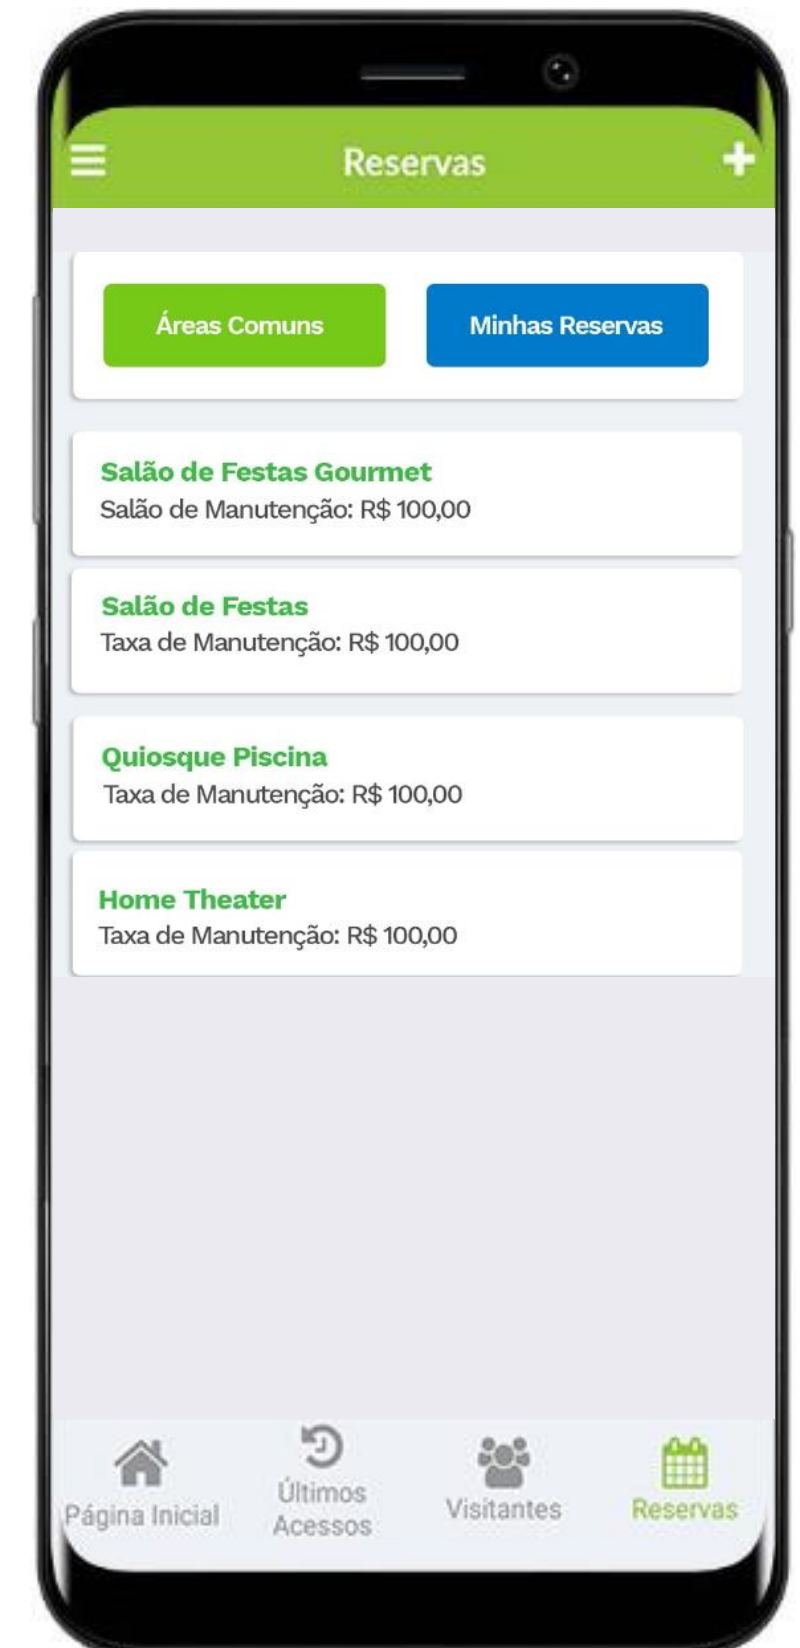 Reservas
Áreas Comuns
Minhas Reservas
Salão de Festas Gourmet
Salão de Manutenção: R$ 100,00
Salão de Festas
Taxa de Manutenção: R$ 100,00
Quiosque Piscina
Taxa de Manutenção: R$ 100,00
Home Theater
Taxa de Manutenção: R$ 100,00
Página Inicial
Últimos
Acessos
Visitantes
Reservas